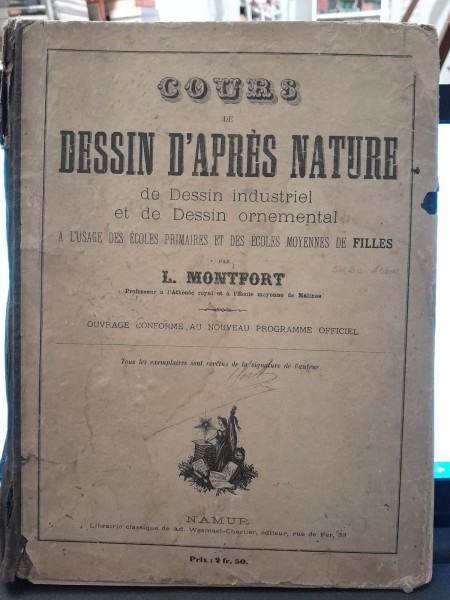 COURS
DE
DESSIN D'APRÈS NATURE
de Dessin industriel
et de Dessin ornemental
A L'USAGE DES ÉCOLES PRIMAIRES ET DES ÉCOLES MOYENNES DE FILLES
PAR
L. MONTFORT
Professeur a l'Athénée royal et à l'École moyenne de Malines
OUVRAGE CONFORME AU NOUVEAU PROGRAMME OFFICIEL
Tous les exemplaires sont revêtus de la signature de l'auteur.
NAMUR
Librairie classique de Ad. Wesmael-Charlier, éditeur, rue de Fer,
Prix : 2 fr. 50.